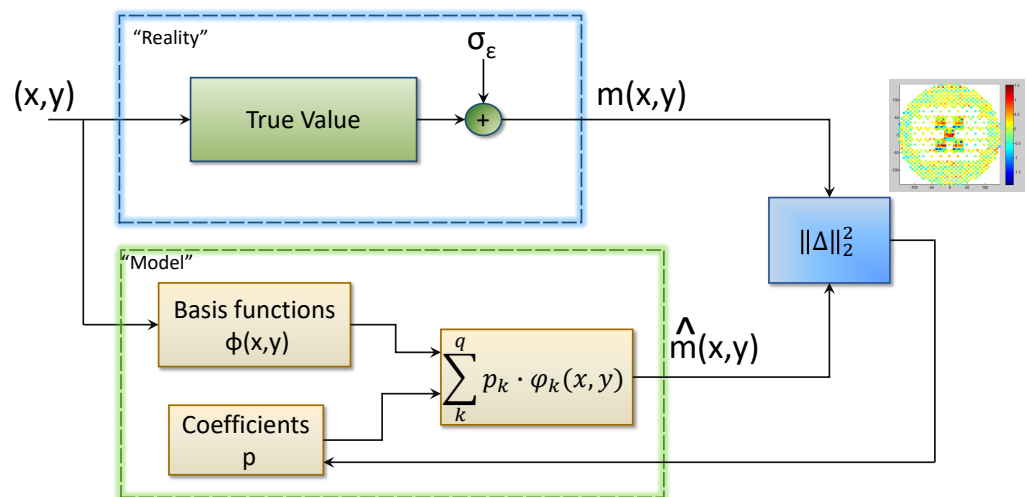 “Reality”
σε
(x,y)
True Value
+
m(x,y)
‖Δ‖₂²
“Model”
Basis functions
ϕ(x,y)
q
∑ pₖ · φₖ(x, y)
k
^
m(x,y)
Coefficients
p